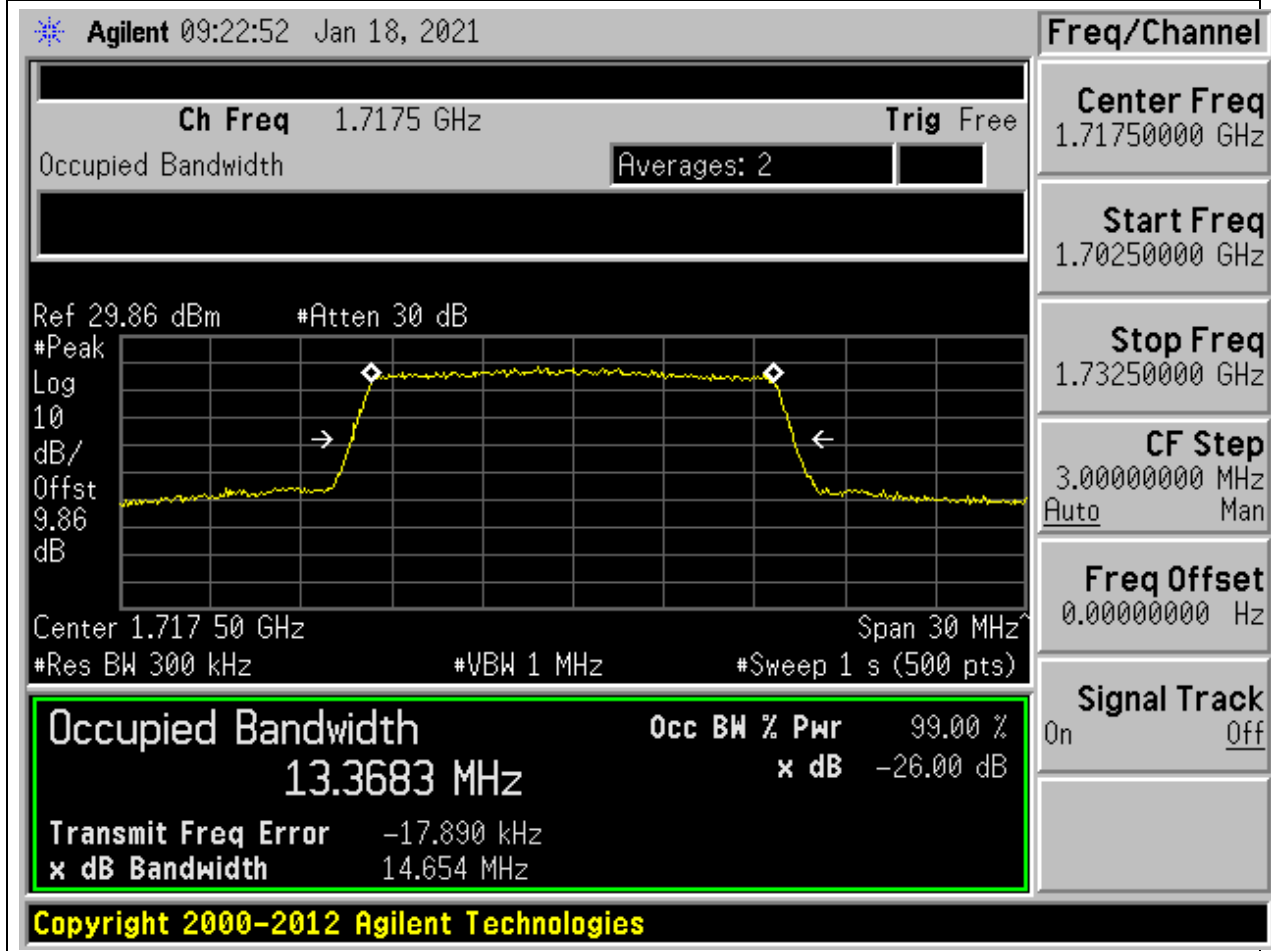 Agilent 09:22:52 Jan 18, 2021
Freq/Channel
Ch Freq 1.7175 GHz Trig Free
Occupied Bandwidth Averages: 2
Ref 29.86 dBm #Atten 30 dB
#Peak
Log
10
dB/
Offst
9.86
dB
Center 1.717 50 GHz Span 30 MHz^
#Res BW 300 kHz #VBW 1 MHz #Sweep 1 s (500 pts)
Occupied Bandwidth Occ BW % Pwr 99.00 %
13.3683 MHz x dB -26.00 dB
Transmit Freq Error -17.890 kHz
x dB Bandwidth 14.654 MHz
Center Freq
1.71750000 GHz
Start Freq
1.70250000 GHz
Stop Freq
1.73250000 GHz
CF Step
3.00000000 MHz
Auto Man
Freq Offset
0.00000000 Hz
Signal Track
On Off
Copyright 2000-2012 Agilent Technologies